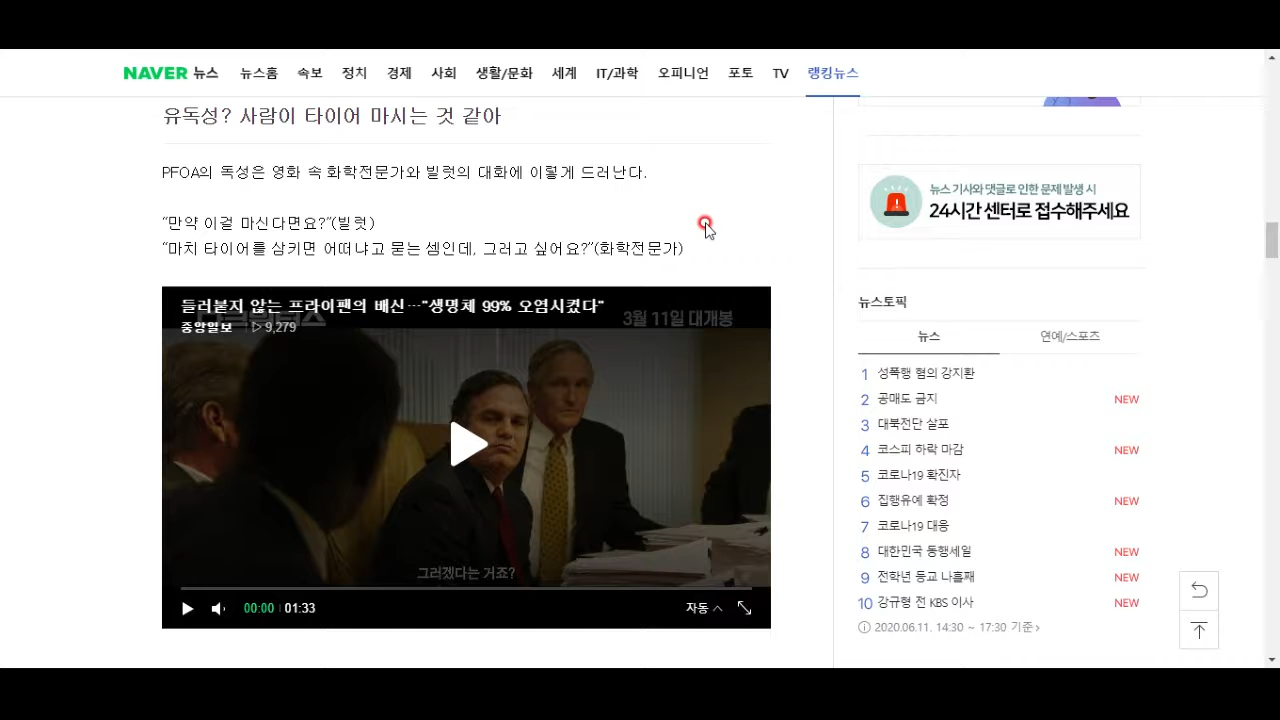 NAVER 뉴스 뉴스홈 속보 정치 경제 사회 생활/문화 세계 IT/과학 오피니언 포토 TV 랭킹뉴스
유독성? 사람이 타이어 마시는 것 같아
PFOA의 독성은 영화 속 화학전문가와 빌럿의 대화에 이렇게 드러난다.
“만약 이걸 마신다면요?”(빌럿)
“마치 타이어를 삼키면 어떠냐고 묻는 셈인데, 그러고 싶어요?”(화학전문가)
들러붙지 않는 프라이팬의 배신…"생명체 99% 오염시켰다"
중앙일보 ▷ 9,279
3월 11일 대개봉
그러겠다는 거죠?
00:00 01:33 자동
뉴스 기사와 댓글로 인한 문제 발생 시
24시간 센터로 접수해주세요
뉴스토픽
뉴스 연예/스포츠
1 성폭행 혐의 강지환
2 공매도 금지 NEW
3 대북전단 살포
4 코스피 하락 마감 NEW
5 코로나19 확진자
6 집행유예 확정 NEW
7 코로나19 대응
8 대한민국 동행세일 NEW
9 전학년 등교 나흘째 NEW
10 강규형 전 KBS 이사 NEW
2020.06.11. 14:30 ~ 17:30 기준